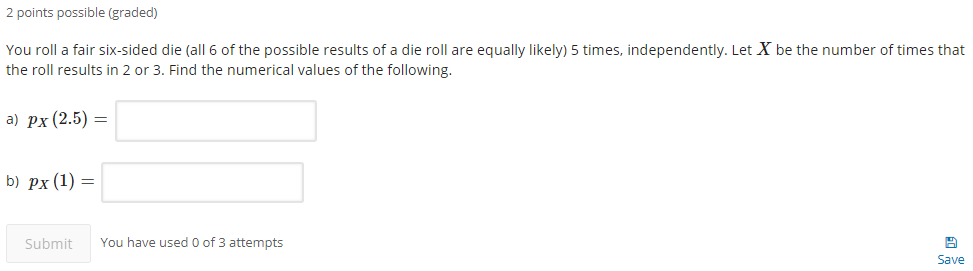 2 points possible (graded)
You roll a fair six-sided die (all 6 of the possible results of a die roll are equally likely) 5 times, independently. Let X be the number of times that
the roll results in 2 or 3. Find the numerical values of the following.
a) pX (2.5) =
b) pX (1) =
Submit You have used 0 of 3 attempts
Save